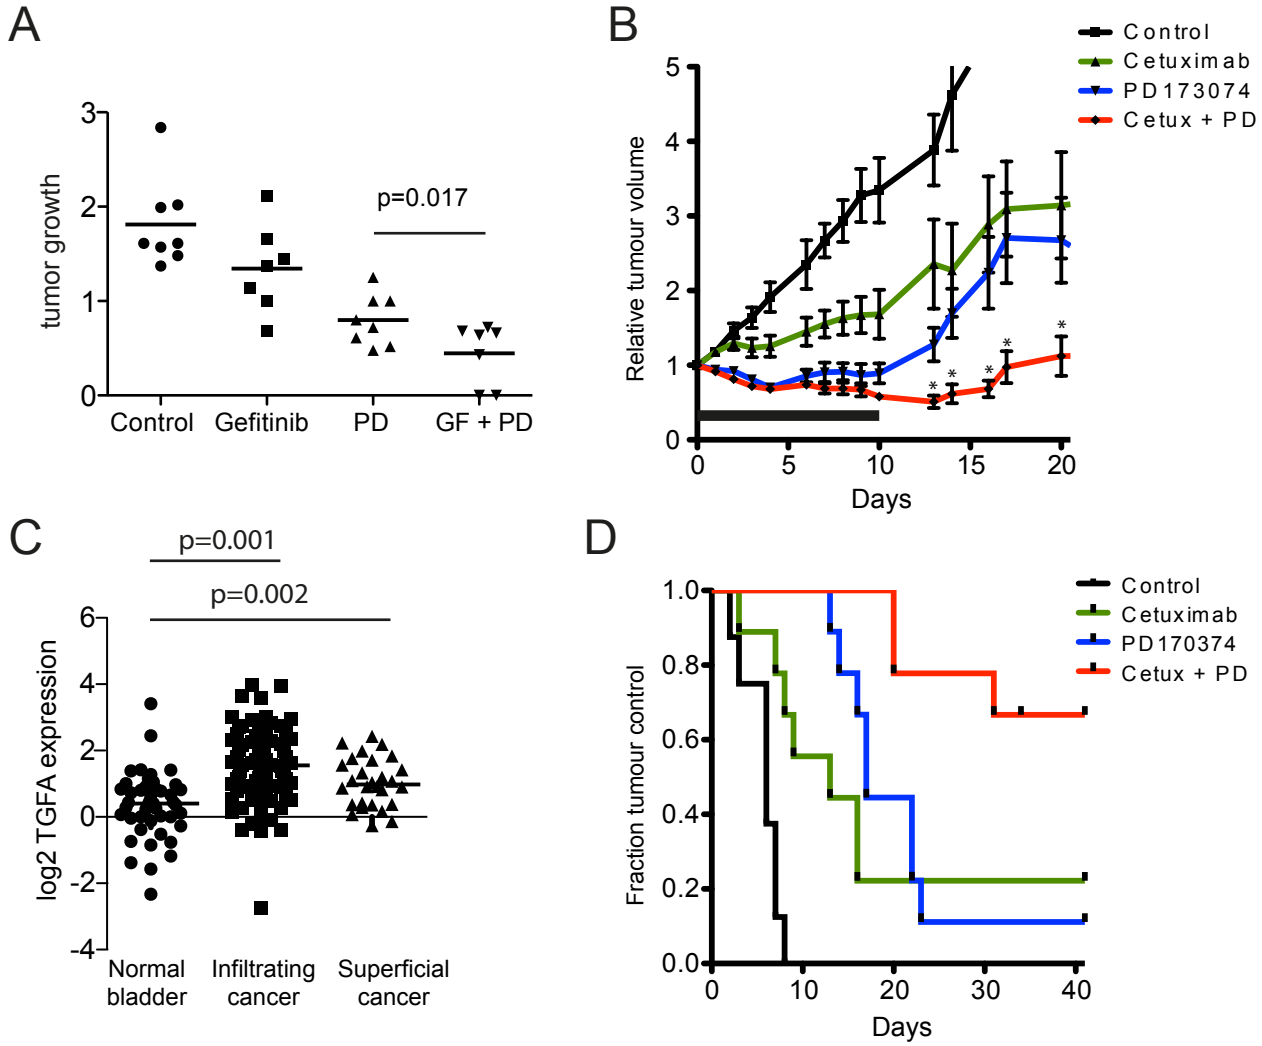 A
tumor growth
3
2
1
0
p=0.017
Control
Gefitinib
PD
GF + PD
B
Control
Cetuximab
PD173074
Cetux + PD
Relative tumour volume
5
4
3
2
1
0
*
*
*
*
*
0
5
10
15
20
Days
C
p=0.001
p=0.002
log2 TGFA expression
6
4
2
0
-2
-4
Normal
bladder
Infiltrating
cancer
Superficial
cancer
D
Control
Cetuximab
PD170374
Cetux + PD
Fraction tumour control
1.0
0.8
0.6
0.4
0.2
0.0
0
10
20
30
40
Days